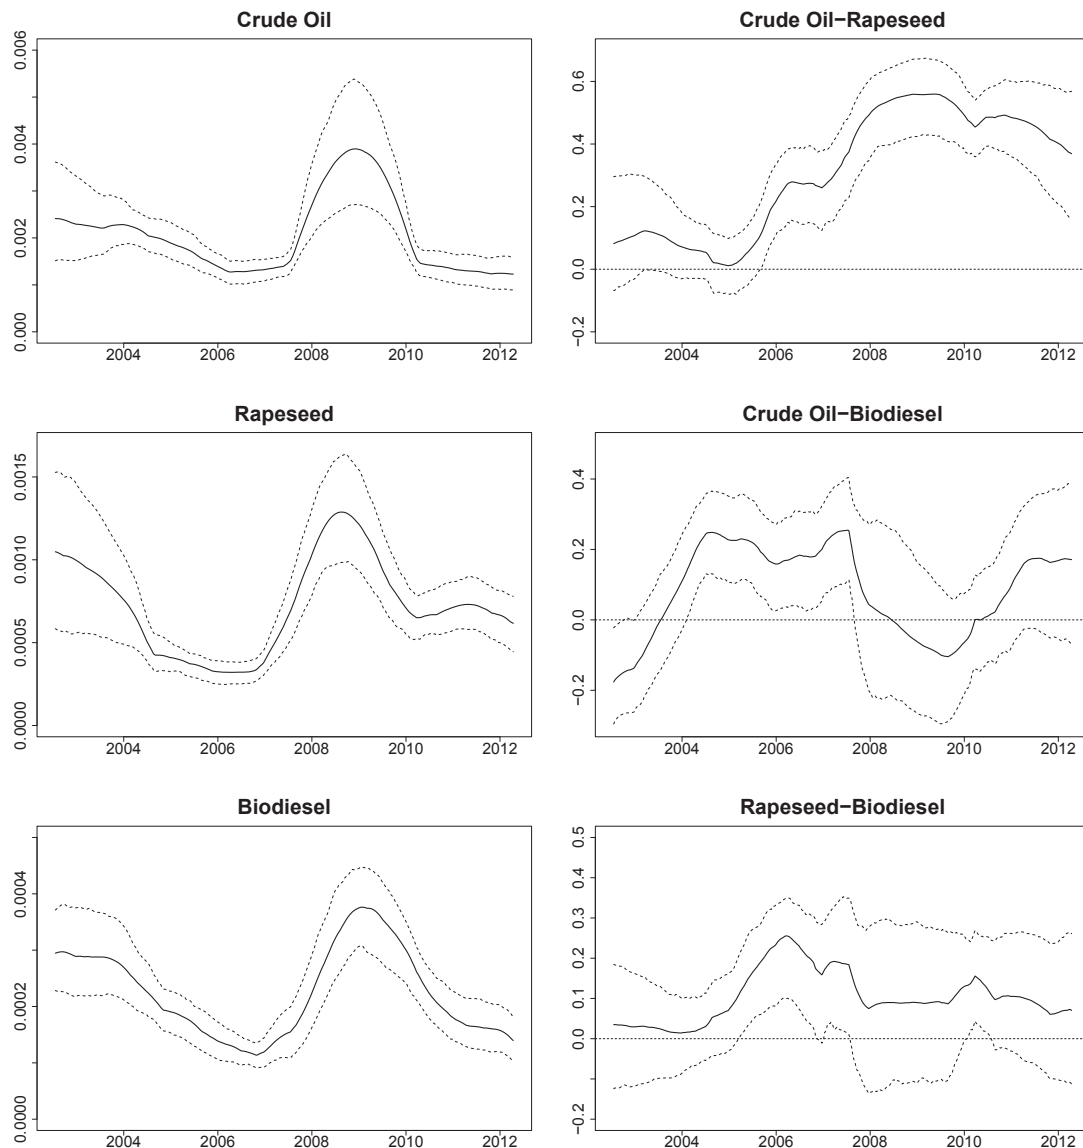 Crude Oil
0.000 0.002 0.004 0.006
2004 2006 2008 2010 2012
Crude Oil−Rapeseed
−0.2 0.0 0.2 0.4 0.6
2004 2006 2008 2010 2012
Rapeseed
0.0000 0.0005 0.0010 0.0015
2004 2006 2008 2010 2012
Crude Oil−Biodiesel
−0.2 0.0 0.2 0.4
2004 2006 2008 2010 2012
Biodiesel
0.0000 0.0002 0.0004
2004 2006 2008 2010 2012
Rapeseed−Biodiesel
−0.2 0.0 0.1 0.2 0.3 0.4 0.5
2004 2006 2008 2010 2012